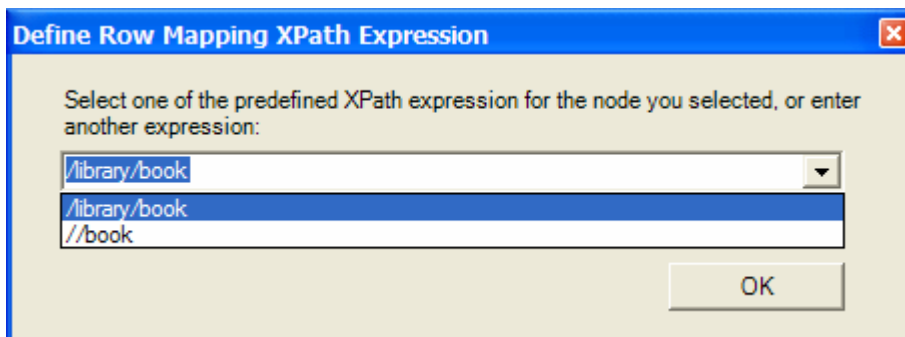 Define Row Mapping XPath Expression
Select one of the predefined XPath expression for the node you selected, or enter
another expression:
/library/book
/library/book
//book
OK